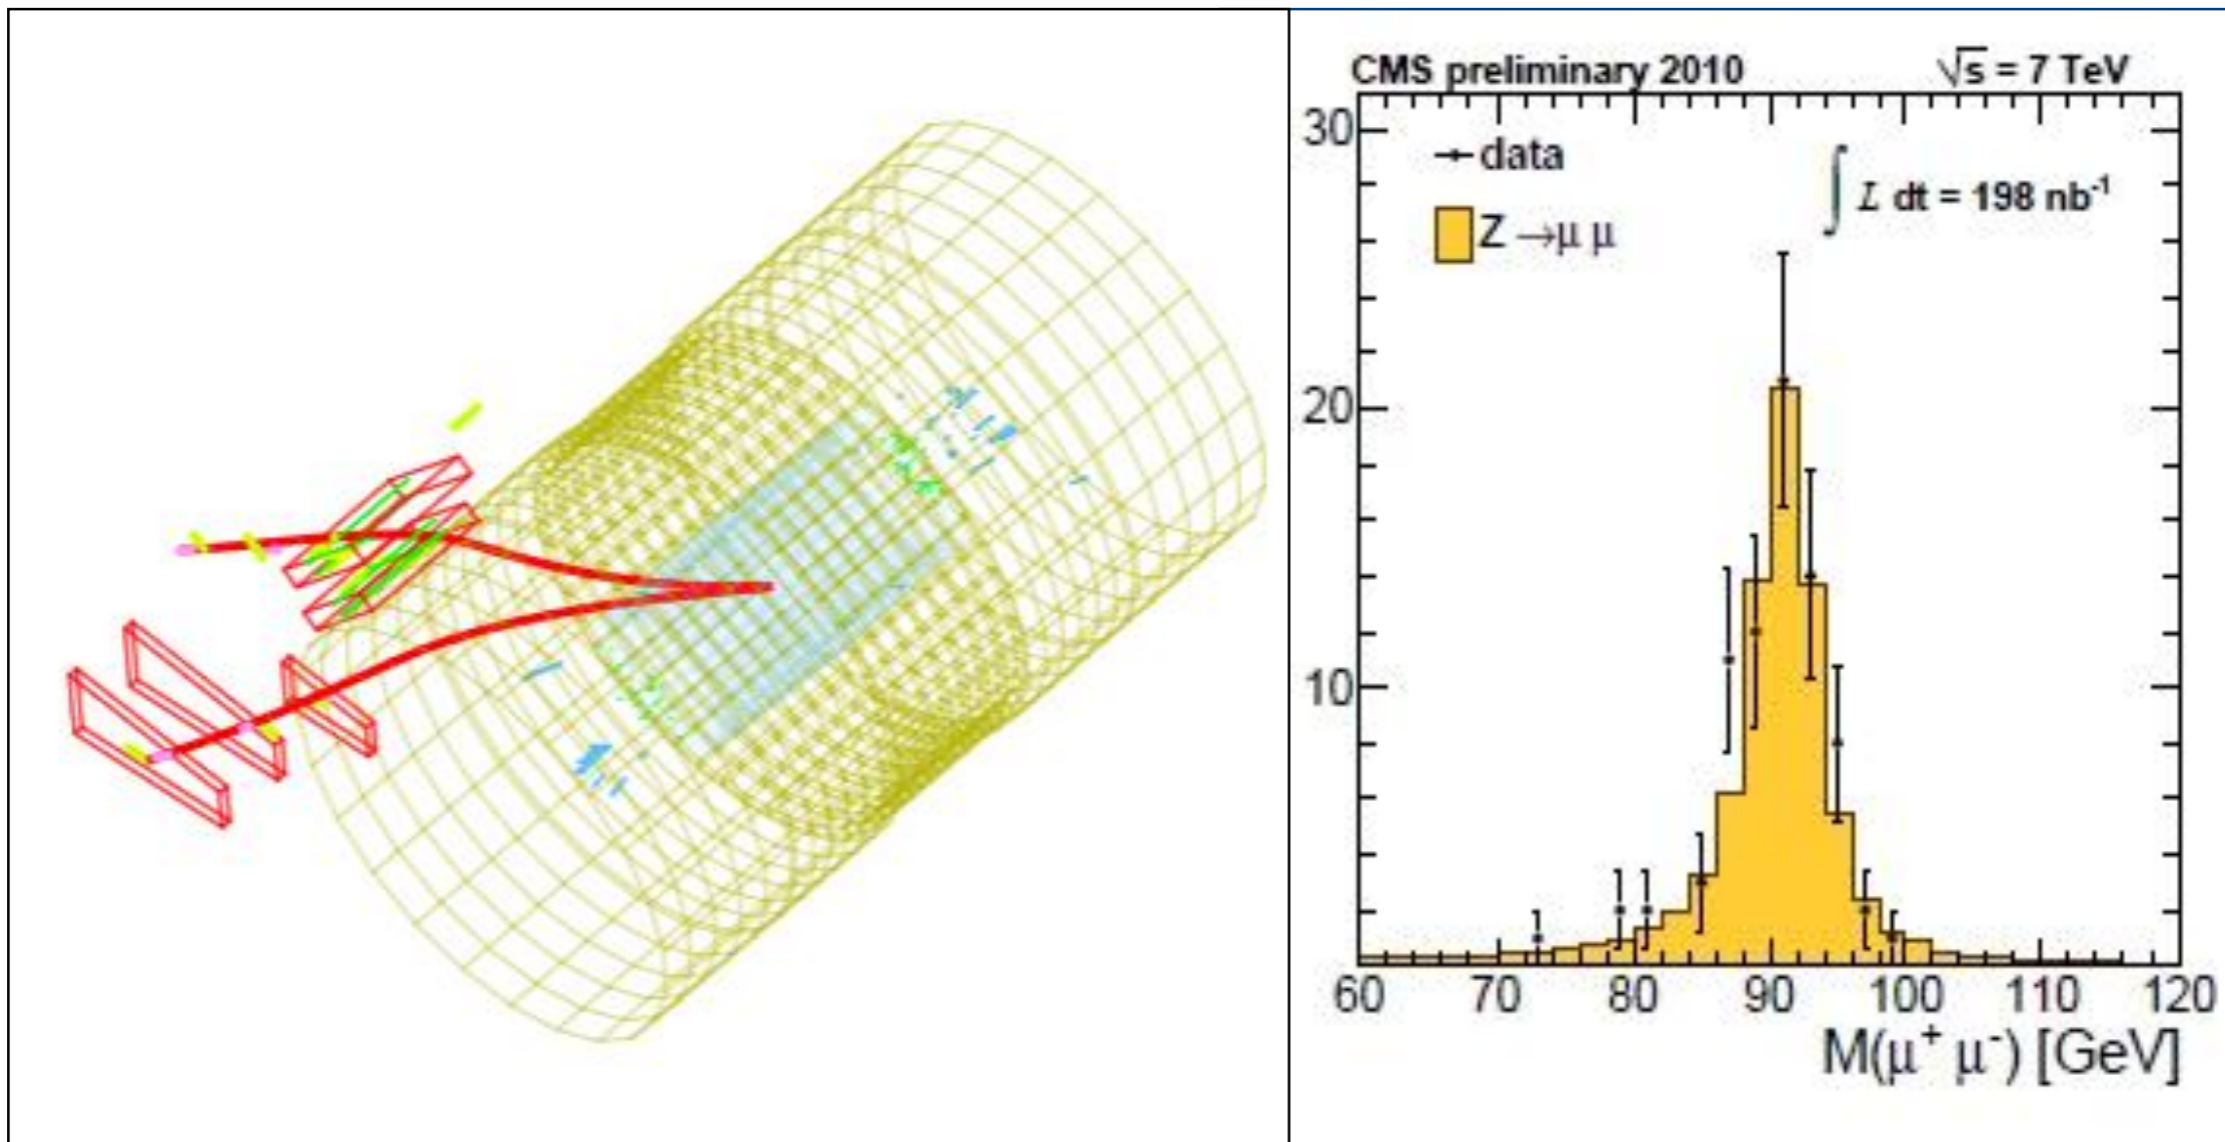 CMS preliminary 2010 √s = 7 TeV
30
data
∫ L dt = 198 nb⁻¹
Z →μ μ
20
10
60 70 80 90 100 110 120
M(μ⁺ μ⁻) [GeV]